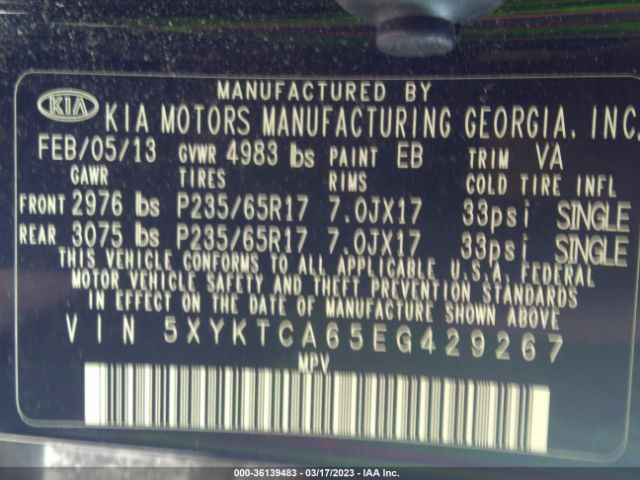 MANUFACTURED BY
KIA KIA MOTORS MANUFACTURING GEORGIA, INC.
FEB/05/13 GVWR 4983 lbs PAINT EB TRIM VA
GAWR TIRES RIMS COLD TIRE INFL
FRONT 2976 lbs P235/65R17 7.0JX17 33psi SINGLE
REAR 3075 lbs P235/65R17 7.0JX17 33psi SINGLE
THIS VEHICLE CONFORMS TO ALL APPLICABLE U.S.A. FEDERAL
MOTOR VEHICLE SAFETY AND THEFT PREVENTION STANDARDS
IN EFFECT ON THE DATE OF MANUFACTURE SHOWN ABOVE.
VIN 5XYKTCA65EG429267
MPV
000-36139483 - 03/17/2023 - IAA Inc.